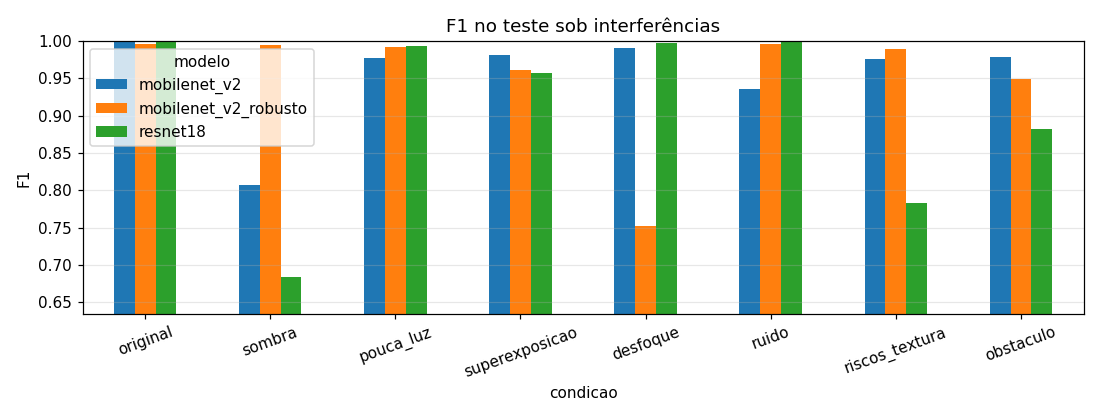 F1 no teste sob interferências
modelo
mobilenet_v2
mobilenet_v2_robusto
resnet18
F1
1.00
0.95
0.90
0.85
0.80
0.75
0.70
0.65
original
sombra
pouca_luz
superexposicao
desfoque
ruido
riscos_textura
obstaculo
condicao